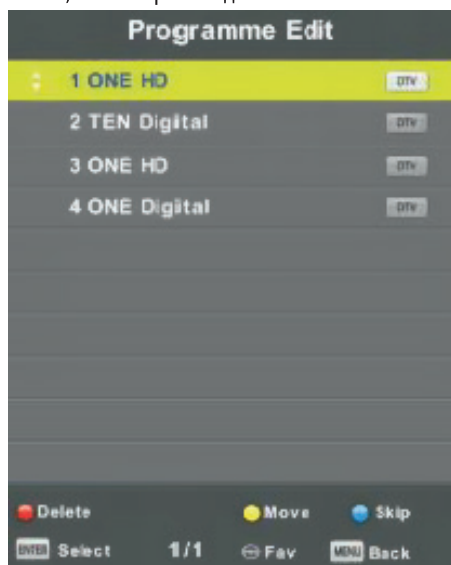 Programme Edit
1 ONE HD DTV
2 TEN Digital DTV
3 ONE HD DTV
4 ONE Digital DTV
Delete Move Skip
ENTER Select 1/1 Fav MENU Back